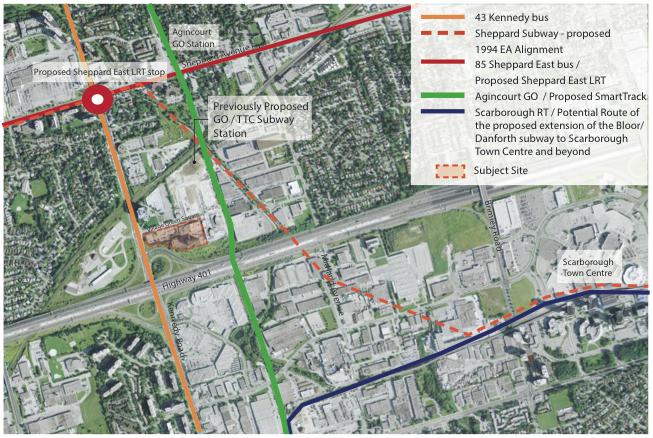 Agincourt
GO Station
Sheppard Avenue
Proposed Sheppard East LRT stop
Previously Proposed
GO / TTC Subway
Station
Highway 401
Kennedy Road
Brimley Road
Scarborough
Town Centre
43 Kennedy bus
Sheppard Subway - proposed
1994 EA Alignment
85 Sheppard East bus /
Proposed Sheppard East LRT
Agincourt GO / Proposed SmartTrack
Scarborough RT / Potential Route of
the proposed extension of the Bloor/
Danforth subway to Scarborough
Town Centre and beyond
Subject Site